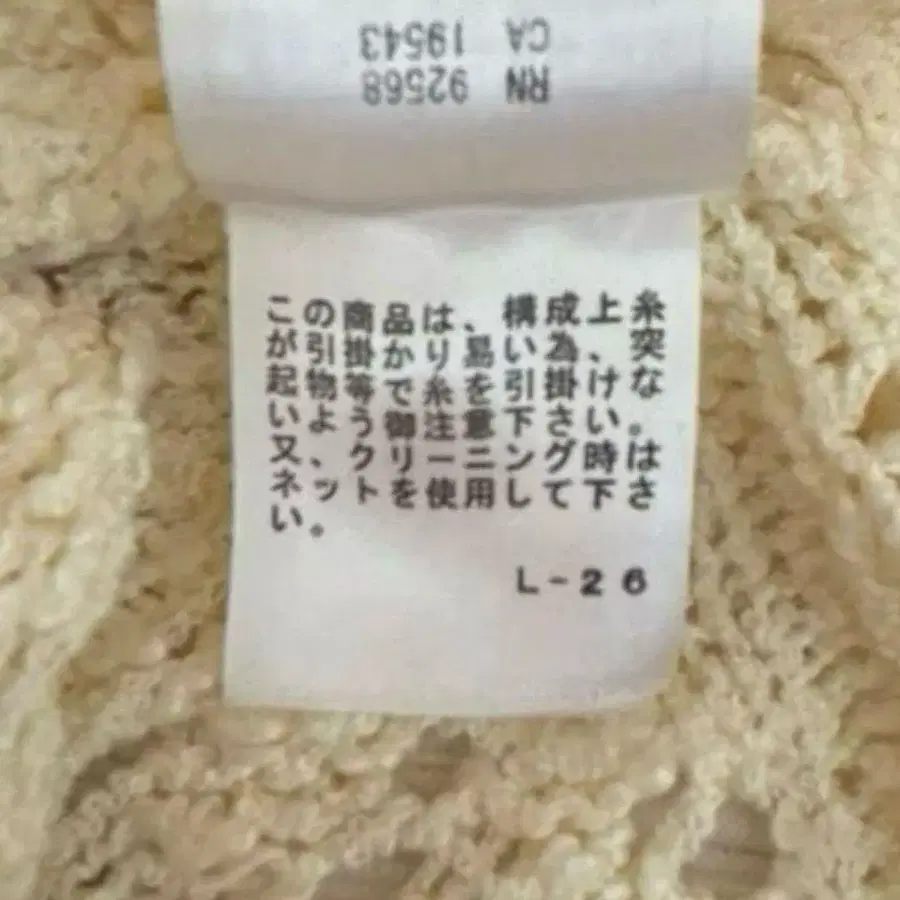 RN 92568
CA 19543
この商品は、構成上糸
が引掛かり易い為、突
起物等で糸を引掛けな
いよう御注意下さい。
又、クリーニング時は
ネットを使用して下さ
い。
L-26